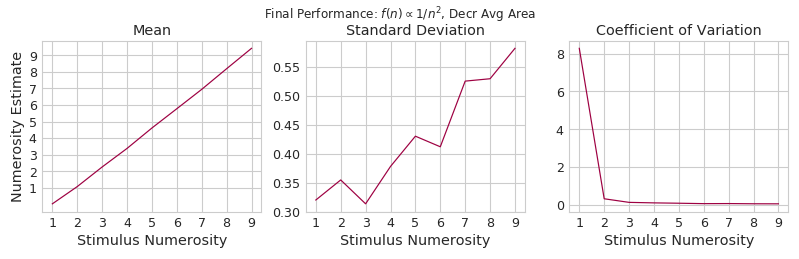 Final Performance: f(n) ∝ 1/n², Decr Avg Area
Mean
Standard Deviation
Coefficient of Variation
Numerosity Estimate
9
8
7
6
5
4
3
2
1
1 2 3 4 5 6 7 8 9
Stimulus Numerosity
0.55
0.50
0.45
0.40
0.35
0.30
1 2 3 4 5 6 7 8 9
Stimulus Numerosity
8
6
4
2
0
1 2 3 4 5 6 7 8 9
Stimulus Numerosity